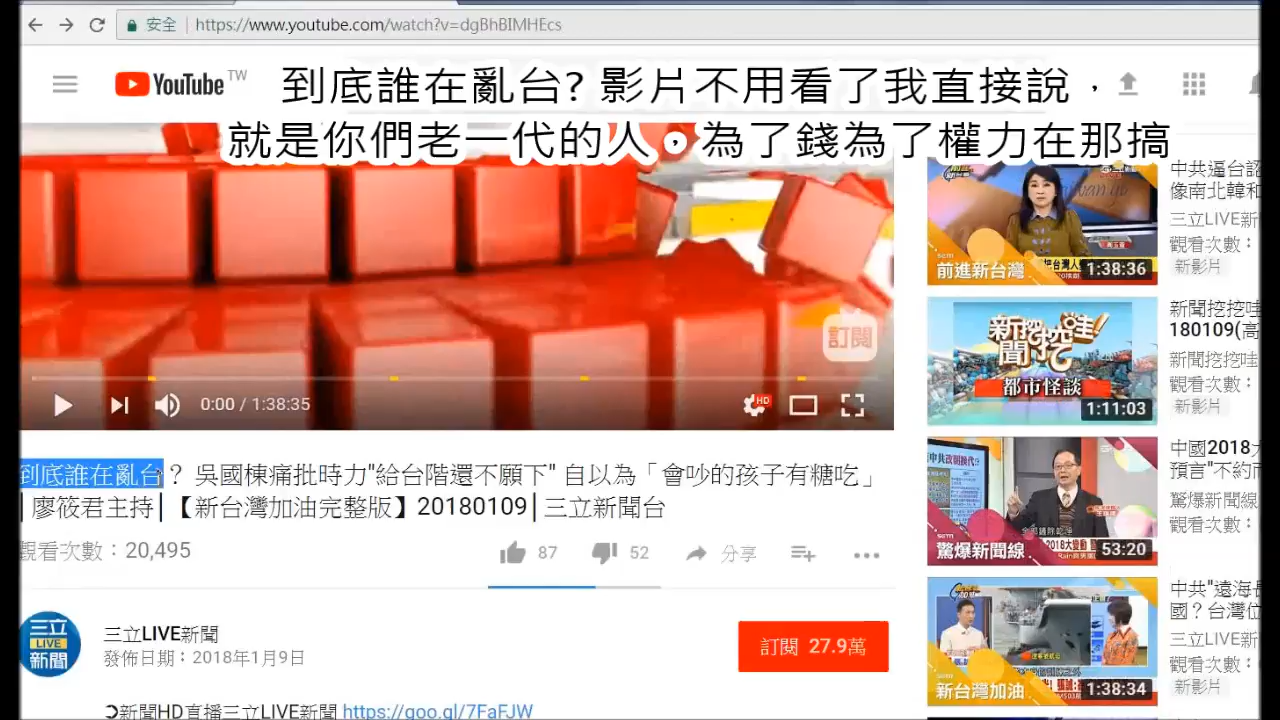 安全 https://www.youtube.com/watch?v=dgBhBIMHEcs
YouTube TW
到底誰在亂台? 影片不用看了我直接說，
就是你們老一代的人，為了錢為了權力在那搞
訂閱
0:00 / 1:38:35
HD
到底誰在亂台？ 吳國棟痛批時力"給台階還不願下" 自以為「會吵的孩子有糖吃」
│廖筱君主持│【新台灣加油完整版】20180109│三立新聞台
觀看次數：20,495
87
52
分享
三立LIVE新聞
三立
LIVE
新聞
發佈日期：2018年1月9日
訂閱 27.9萬
➲新聞HD直播三立LIVE新聞 https://goo.gl/7FaFJW
前進新台灣
1:38:36
中共逼台認
像南北韓和
三立LIVE新
觀看次數：
新影片
新聞挖挖哇!
都市怪談
1:11:03
新聞挖挖哇
180109(高
新聞挖挖哇
觀看次數：
新影片
驚爆新聞線
53:20
中國2018大
預言"不約而
驚爆新聞線
觀看次數：
新台灣加油
1:38:34
中共"遠海長
國？台灣位
三立LIVE新
觀看次數：
新影片